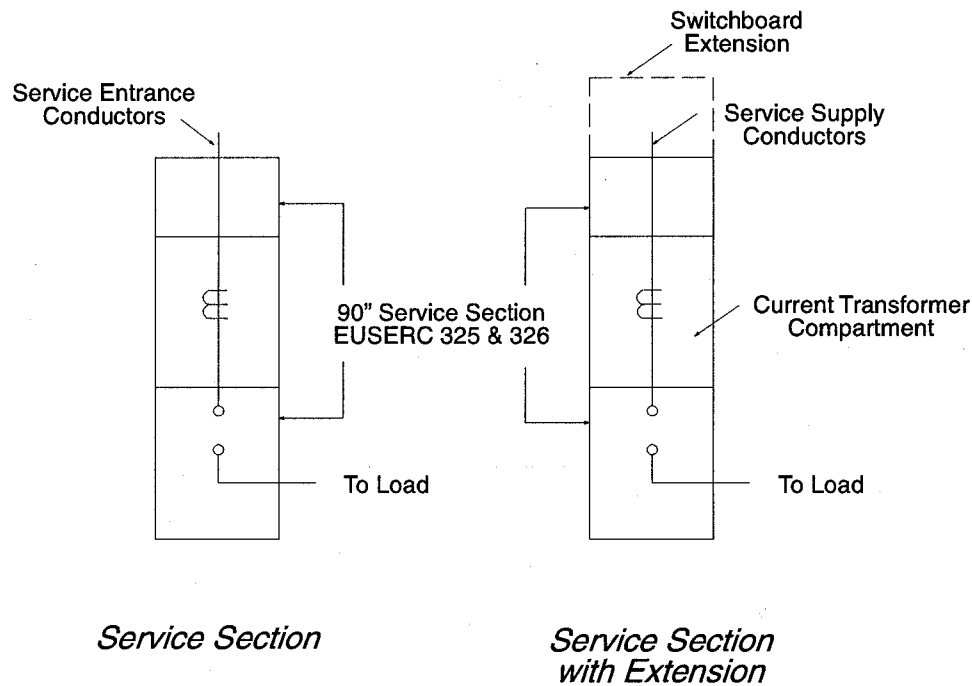 Switchboard
Extension
Service Entrance
Conductors
Service Supply
Conductors
90" Service Section
EUSERC 325 & 326
Current Transformer
Compartment
To Load
To Load
Service Section
Service Section
with Extension